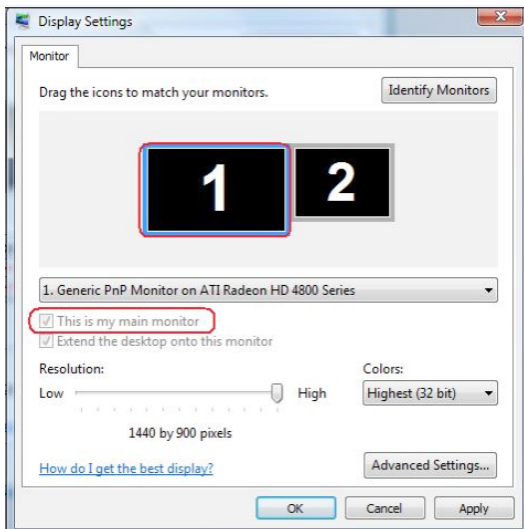 Display Settings
Monitor
Drag the icons to match your monitors.
Identify Monitors
1
2
1. Generic PnP Monitor on ATI Radeon HD 4800 Series
This is my main monitor
Extend the desktop onto this monitor
Resolution:
Colors:
Low
High
Highest (32 bit)
1440 by 900 pixels
How do I get the best display?
Advanced Settings...
OK
Cancel
Apply